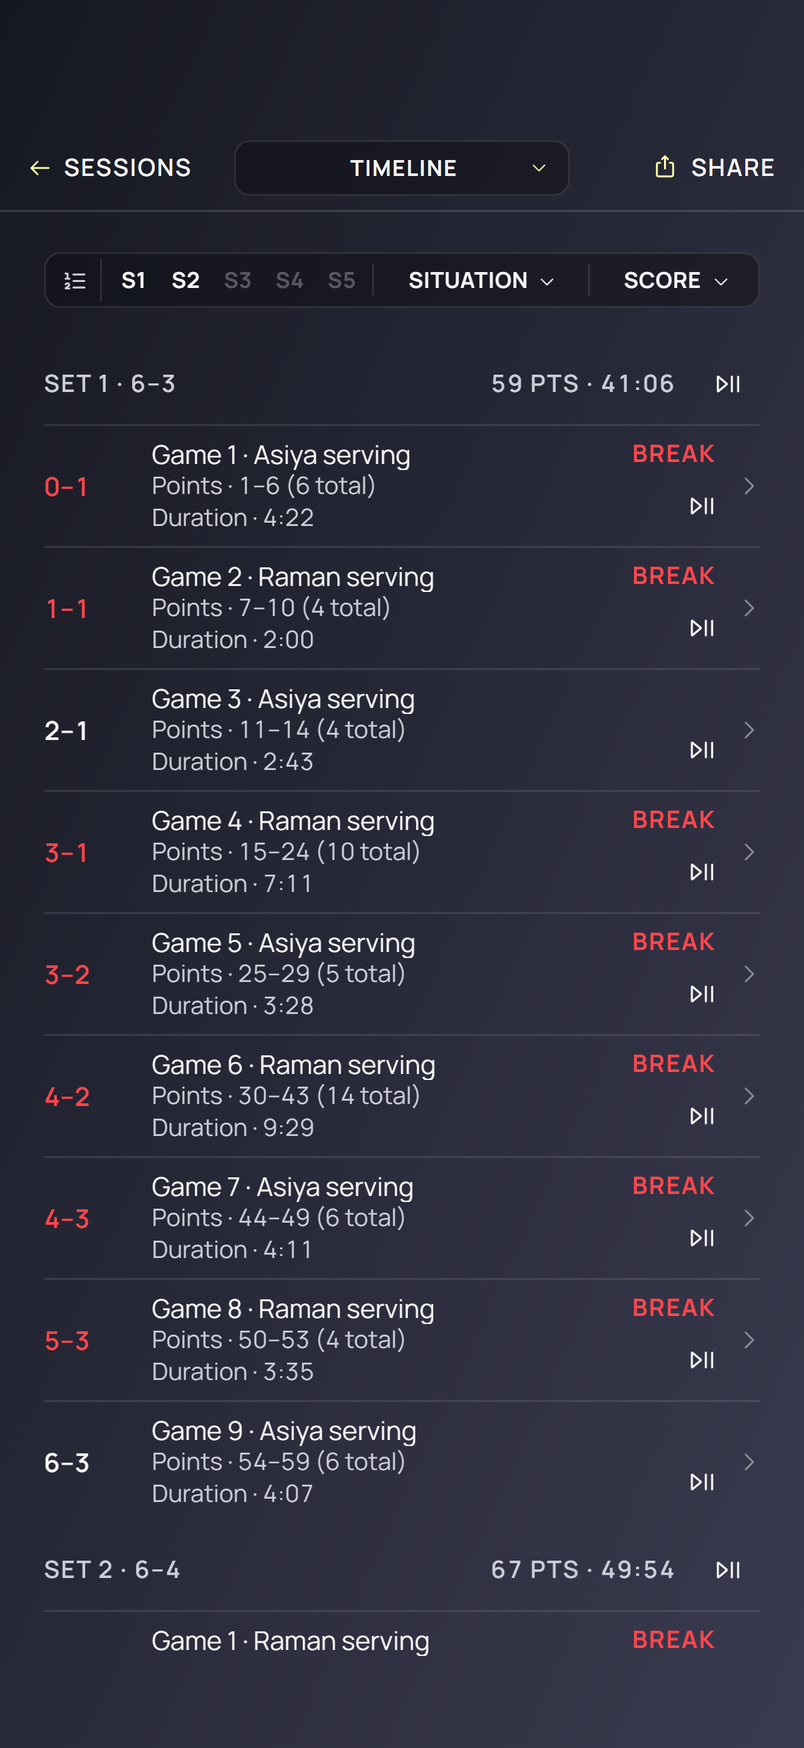 SESSIONS
TIMELINE
SHARE
S1 S2 S3 S4 S5 SITUATION SCORE
SET 1 · 6–3 59 PTS · 41:06
Game 1 · Asiya serving BREAK
0–1 Points · 1–6 (6 total)
Duration · 4:22
Game 2 · Raman serving BREAK
1–1 Points · 7–10 (4 total)
Duration · 2:00
Game 3 · Asiya serving
2–1 Points · 11–14 (4 total)
Duration · 2:43
Game 4 · Raman serving BREAK
3–1 Points · 15–24 (10 total)
Duration · 7:11
Game 5 · Asiya serving BREAK
3–2 Points · 25–29 (5 total)
Duration · 3:28
Game 6 · Raman serving BREAK
4–2 Points · 30–43 (14 total)
Duration · 9:29
Game 7 · Asiya serving BREAK
4–3 Points · 44–49 (6 total)
Duration · 4:11
Game 8 · Raman serving BREAK
5–3 Points · 50–53 (4 total)
Duration · 3:35
Game 9 · Asiya serving
6–3 Points · 54–59 (6 total)
Duration · 4:07
SET 2 · 6–4 67 PTS · 49:54
Game 1 · Raman serving BREAK